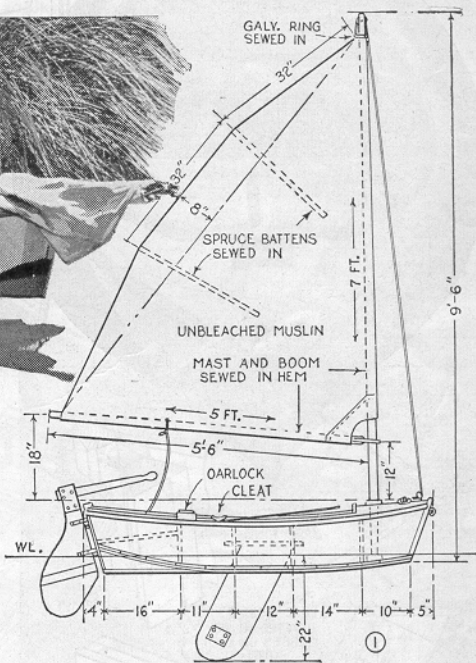 GALV. RING
SEWED IN
32"
32"
8"
SPRUCE BATTENS
SEWED IN
7 FT.
9'-6"
UNBLEACHED MUSLIN
MAST AND BOOM
SEWED IN HEM
5 FT.
5'-6"
18"
12"
OARLOCK
CLEAT
WL.
4" 16" 11" 12" 14" 10" 5"
22"
1